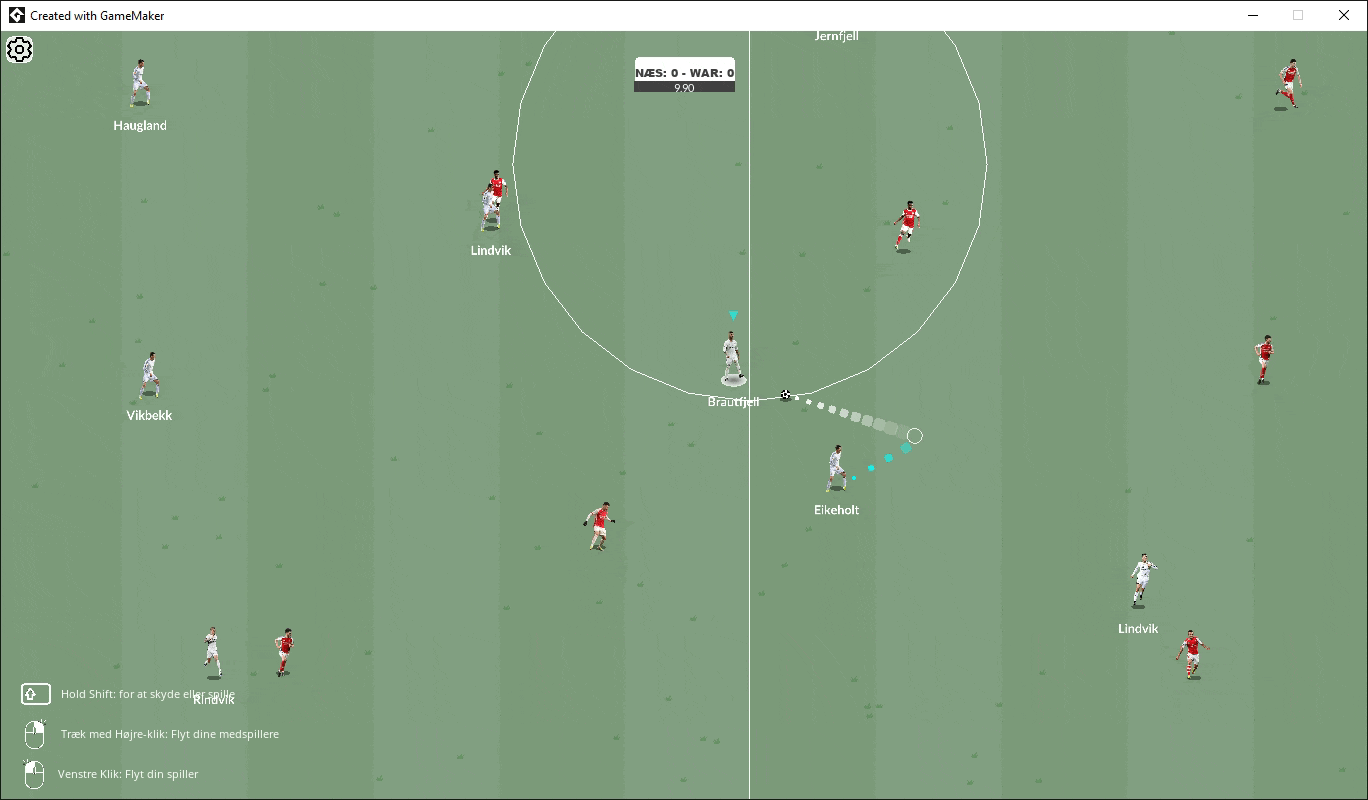 Created with GameMaker
Jernfjell
NÆS: 0 - WAR: 0
9.90
Haugland
Lindvik
Vikbekk
Brautfjell
Eikeholt
Lindvik
Hold Shift: for at skyde eller spille
Rindvik
Træk med Højre-klik: Flyt dine medspillere
Venstre Klik: Flyt din spiller